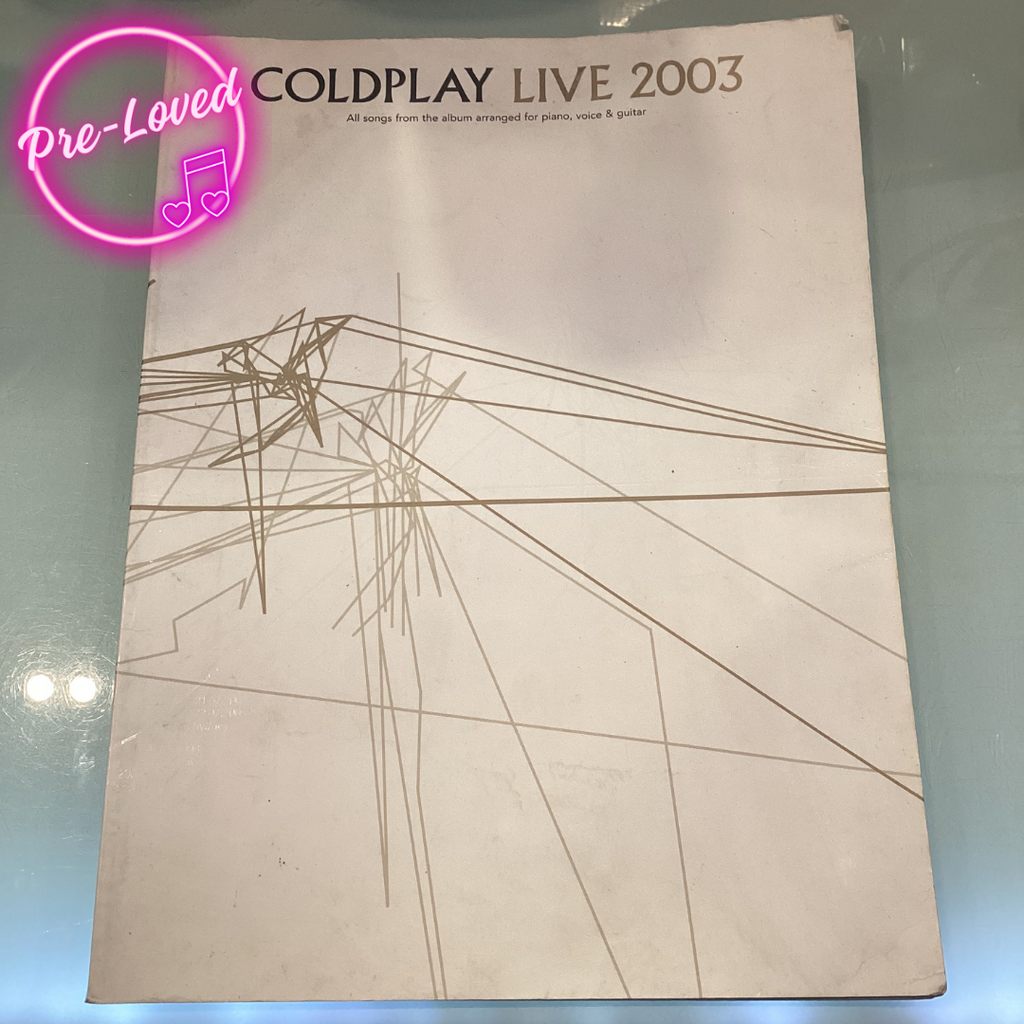 Pre-Loved
COLDPLAY LIVE 2003
All songs from the album arranged for piano, voice & guitar